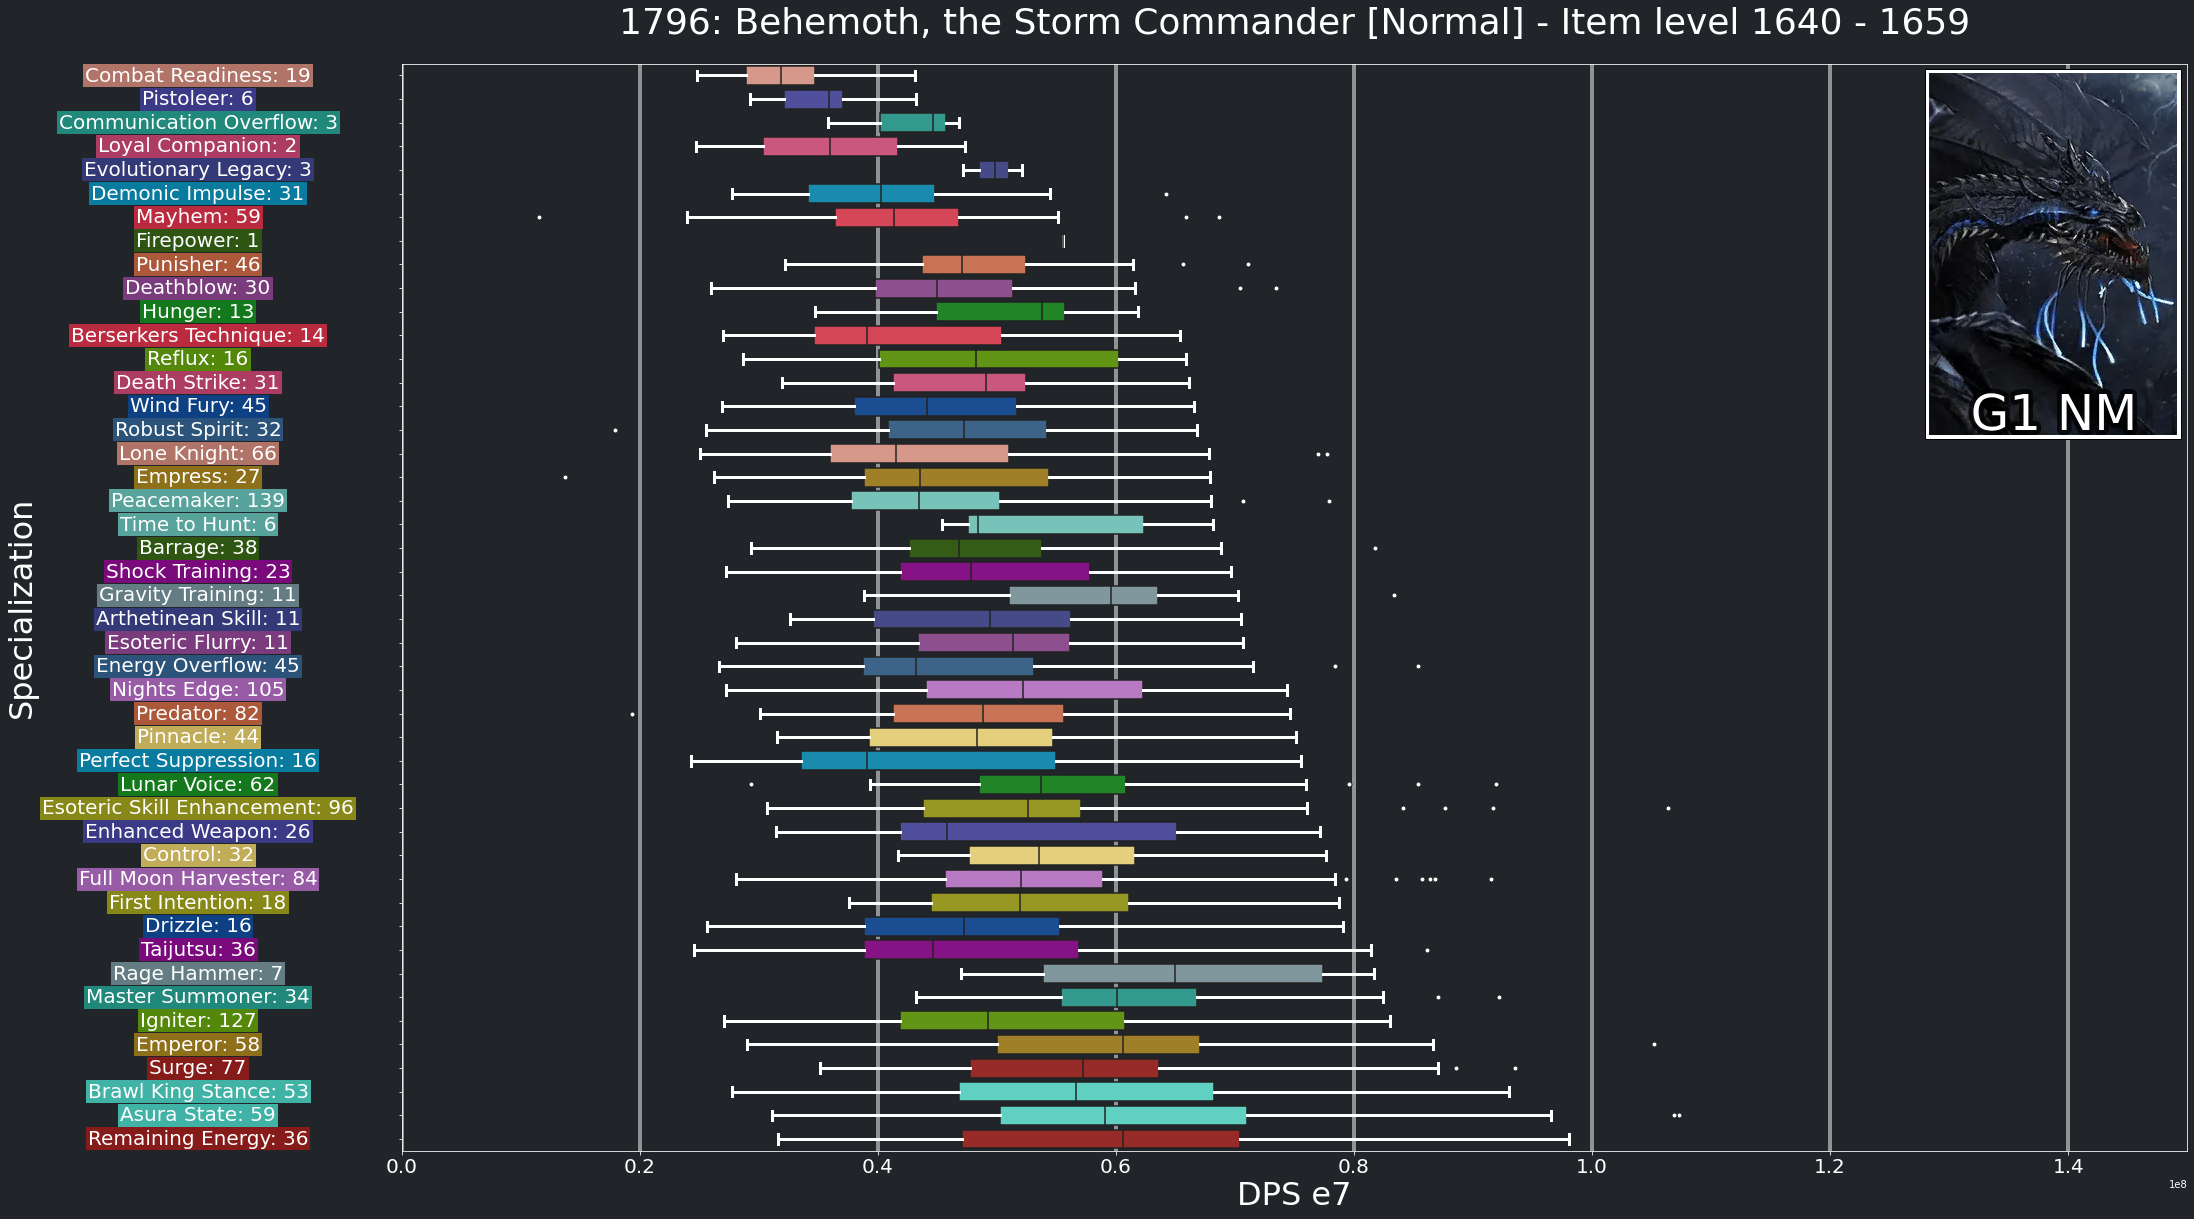 1796: Behemoth, the Storm Commander [Normal] - Item level 1640 - 1659
Specialization
Combat Readiness: 19
Pistoleer: 6
Communication Overflow: 3
Loyal Companion: 2
Evolutionary Legacy: 3
Demonic Impulse: 31
Mayhem: 59
Firepower: 1
Punisher: 46
Deathblow: 30
Hunger: 13
Berserkers Technique: 14
Reflux: 16
Death Strike: 31
Wind Fury: 45
Robust Spirit: 32
Lone Knight: 66
Empress: 27
Peacemaker: 139
Time to Hunt: 6
Barrage: 38
Shock Training: 23
Gravity Training: 11
Arthetinean Skill: 11
Esoteric Flurry: 11
Energy Overflow: 45
Nights Edge: 105
Predator: 82
Pinnacle: 44
Perfect Suppression: 16
Lunar Voice: 62
Esoteric Skill Enhancement: 96
Enhanced Weapon: 26
Control: 32
Full Moon Harvester: 84
First Intention: 18
Drizzle: 16
Taijutsu: 36
Rage Hammer: 7
Master Summoner: 34
Igniter: 127
Emperor: 58
Surge: 77
Brawl King Stance: 53
Asura State: 59
Remaining Energy: 36
G1 NM
0.0 0.2 0.4 0.6 0.8 1.0 1.2 1.4
1e8
DPS e7